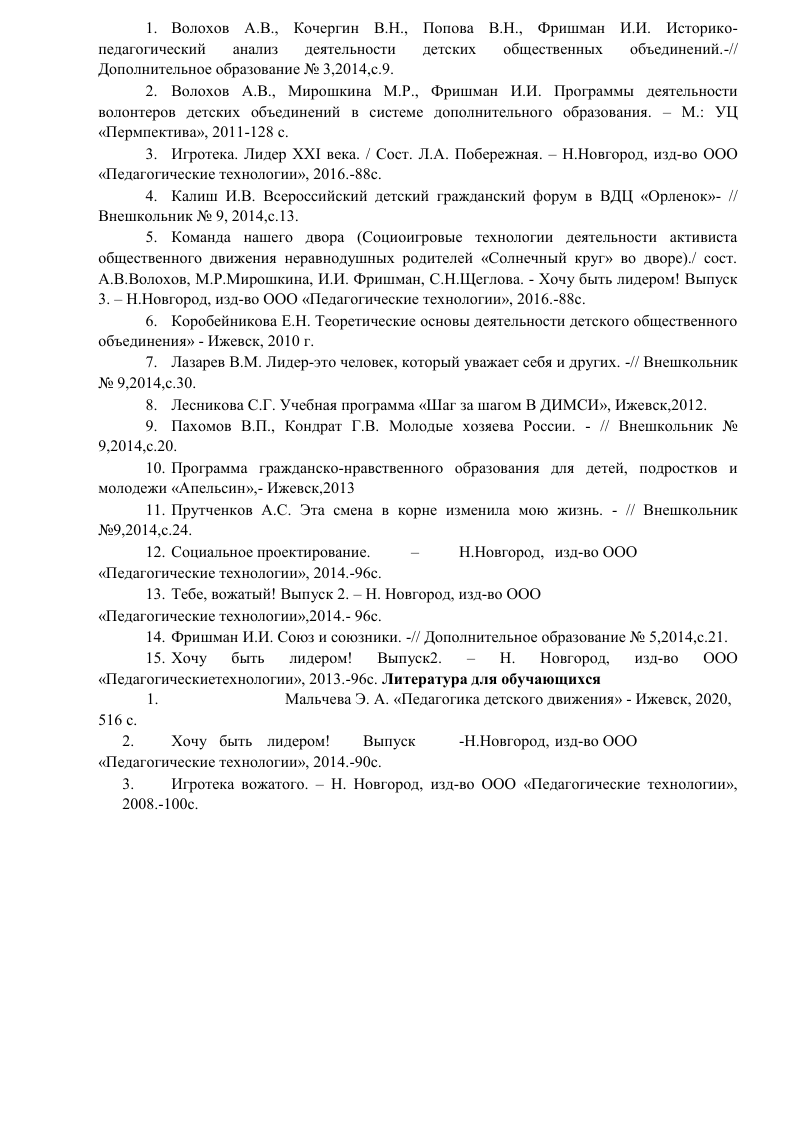 1. Волохов А.В., Кочергин В.Н., Попова В.Н., Фришман И.И. Историко-
педагогический анализ деятельности детских общественных объединений.-//
Дополнительное образование № 3,2014,с.9.
2. Волохов А.В., Мирошкина М.Р., Фришман И.И. Программы деятельности
волонтеров детских объединений в системе дополнительного образования. – М.: УЦ
«Пермпектива», 2011-128 с.
3. Игротека. Лидер XXI века. / Сост. Л.А. Побережная. – Н.Новгород, изд-во ООО
«Педагогические технологии», 2016.-88с.
4. Калиш И.В. Всероссийский детский гражданский форум в ВДЦ «Орленок»- //
Внешкольник № 9, 2014,с.13.
5. Команда нашего двора (Социоигровые технологии деятельности активиста
общественного движения неравнодушных родителей «Солнечный круг» во дворе)./ сост.
А.В.Волохов, М.Р.Мирошкина, И.И. Фришман, С.Н.Щеглова. - Хочу быть лидером! Выпуск
3. – Н.Новгород, изд-во ООО «Педагогические технологии», 2016.-88с.
6. Коробейникова Е.Н. Теоретические основы деятельности детского общественного
объединения» - Ижевск, 2010 г.
7. Лазарев В.М. Лидер-это человек, который уважает себя и других. -// Внешкольник
№ 9,2014,с.30.
8. Лесникова С.Г. Учебная программа «Шаг за шагом В ДИМСИ», Ижевск,2012.
9. Пахомов В.П., Кондрат Г.В. Молодые хозяева России. - // Внешкольник №
9,2014,с.20.
10. Программа гражданско-нравственного образования для детей, подростков и
молодежи «Апельсин»,- Ижевск,2013
11. Прутченков А.С. Эта смена в корне изменила мою жизнь. - // Внешкольник
№9,2014,с.24.
12. Социальное проектирование. – Н.Новгород, изд-во ООО
«Педагогические технологии», 2014.-96с.
13. Тебе, вожатый! Выпуск 2. – Н. Новгород, изд-во ООО
«Педагогические технологии»,2014.- 96с.
14. Фришман И.И. Союз и союзники. -// Дополнительное образование № 5,2014,с.21.
15. Хочу быть лидером! Выпуск2. – Н. Новгород, изд-во ООО
«Педагогическиетехнологии», 2013.-96с. Литература для обучающихся
1. Мальчева Э. А. «Педагогика детского движения» - Ижевск, 2020,
516 с.
2. Хочу быть лидером! Выпуск -Н.Новгород, изд-во ООО
«Педагогические технологии», 2014.-90с.
3. Игротека вожатого. – Н. Новгород, изд-во ООО «Педагогические технологии»,
2008.-100с.